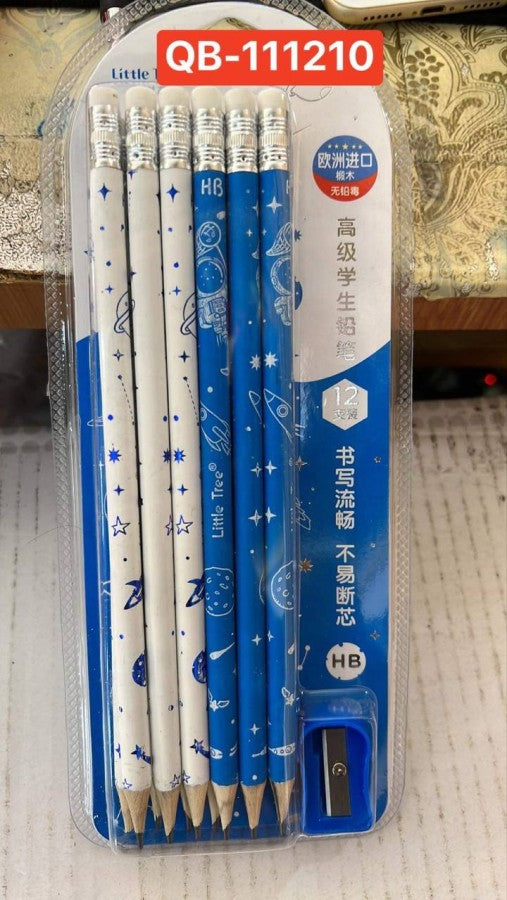 QB-111210
Little
欧洲进口
椴木
无铅毒
高级学生铅笔
12
支装
书写流畅 不易断芯
HB
HB
Little Tree®